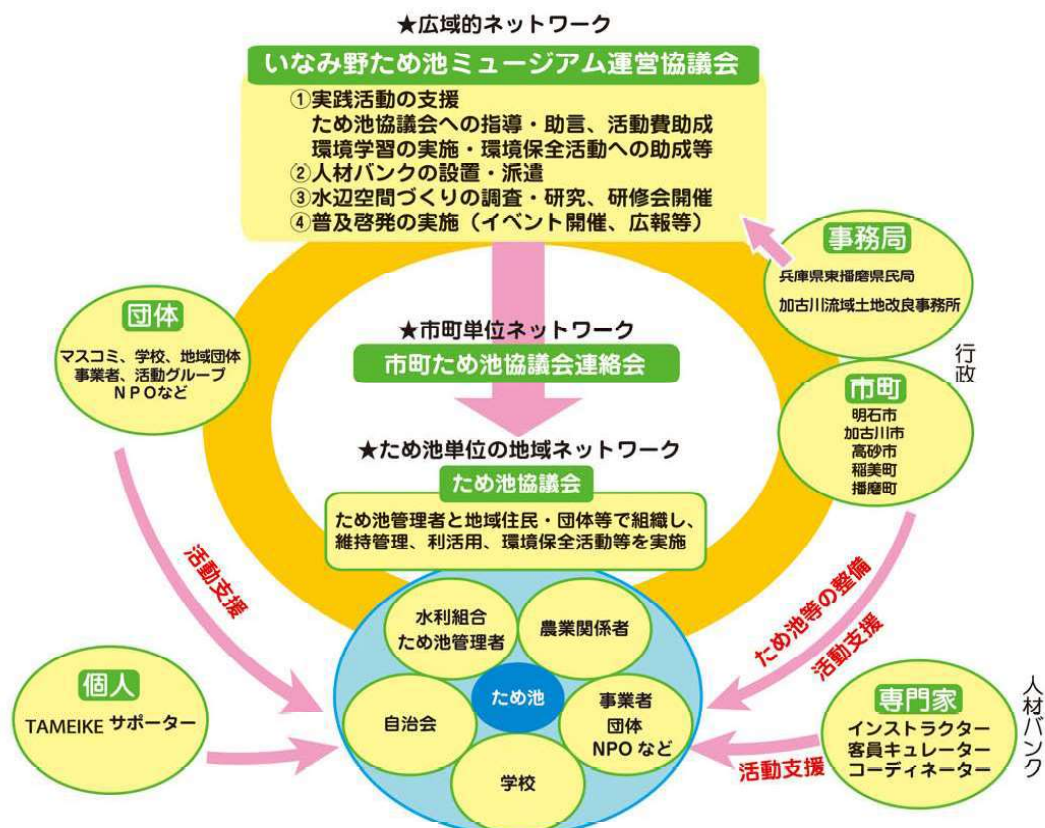 ★広域的ネットワーク
いなみ野ため池ミュージアム運営協議会
①実践活動の支援
ため池協議会への指導・助言、活動費助成
環境学習の実施・環境保全活動への助成等
②人材バンクの設置・派遣
③水辺空間づくりの調査・研究、研修会開催
④普及啓発の実施（イベント開催、広報等）
事務局
兵庫県東播磨県民局
加古川流域土地改良事務所
行政
団体
マスコミ、学校、地域団体
事業者、活動グループ
ＮＰＯなど
★市町単位ネットワーク
市町ため池協議会連絡会
市町
明石市
加古川市
高砂市
稲美町
播磨町
★ため池単位の地域ネットワーク
ため池協議会
ため池管理者と地域住民・団体等で組織し、
維持管理、利活用、環境保全活動等を実施
活動支援
ため池等の整備
活動支援
水利組合
ため池管理者
農業関係者
ため池
自治会
事業者
団体
NPO など
学校
個人
TAMEIKE サポーター
専門家
インストラクター
客員キュレーター
コーディネーター
人材バンク
活動支援